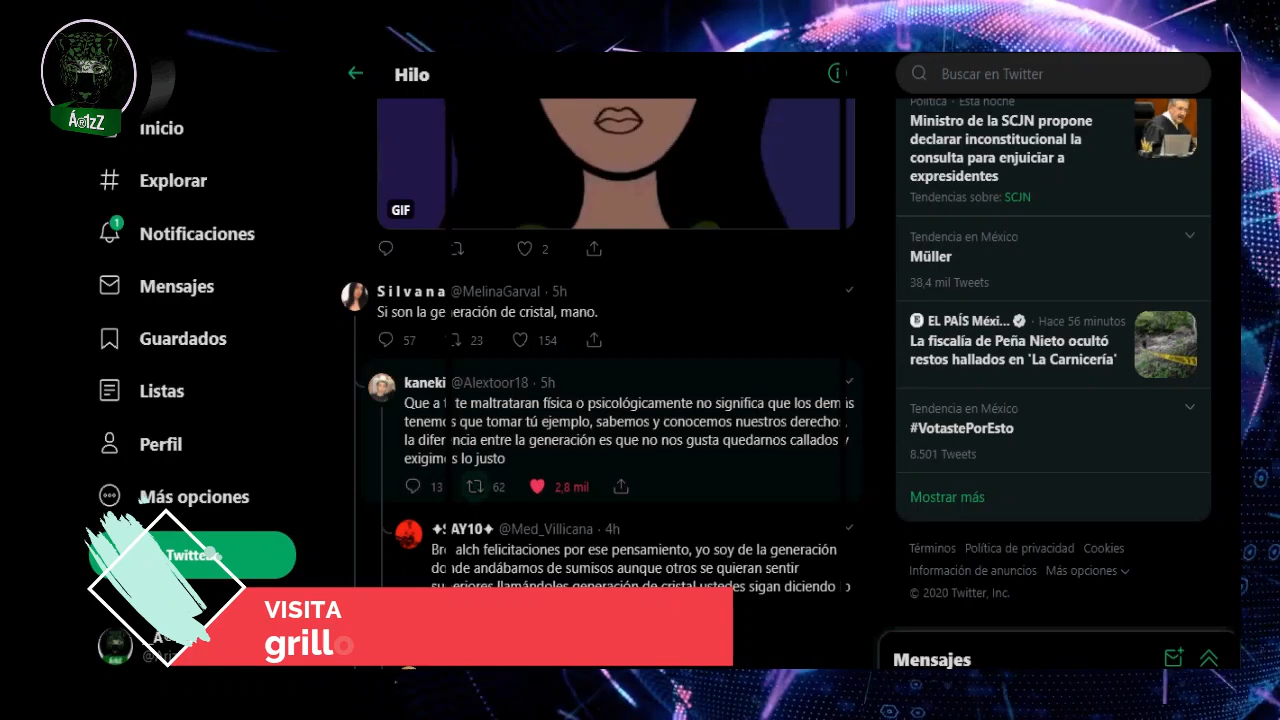 Á®1zZ
Inicio
Explorar
1
Notificaciones
Mensajes
Guardados
Listas
Perfil
Más opciones
Hilo
GIF
2
Silvana @MelinaGarval · 5h
Si son la generación de cristal, mano.
57 23 154
kaneki @Alextoor18 · 5h
Que a te maltrataran física o psicológicamente no significa que los demás
tenemos que tomar tú ejemplo, sabemos y conocemos nuestros derechos,
la diferencia entre la generación es que no nos gusta quedarnos callados y
exigimos lo justo
13 62 2,8 mil
@Med_Villicana · 4h
alch felicitaciones por ese pensamiento, yo soy de la generación
donde andábamos de sumisos aunque otros se quieran sentir
superiores llamándoles generación de cristal ustedes sigan diciendo
Buscar en Twitter
Política · Esta noche
Ministro de la SCJN propone
declarar inconstitucional la
consulta para enjuiciar a
expresidentes
Tendencias sobre: SCJN
Tendencia en México
Müller
38,4 mil Tweets
EL PAÍS Méxi... · Hace 56 minutos
La fiscalía de Peña Nieto ocultó
restos hallados en 'La Carnicería'
Tendencia en México
#VotastePorEsto
8.501 Tweets
Mostrar más
Términos Política de privacidad Cookies
Información de anuncios Más opciones
© 2020 Twitter, Inc.
Mensajes
VISITA
grillo